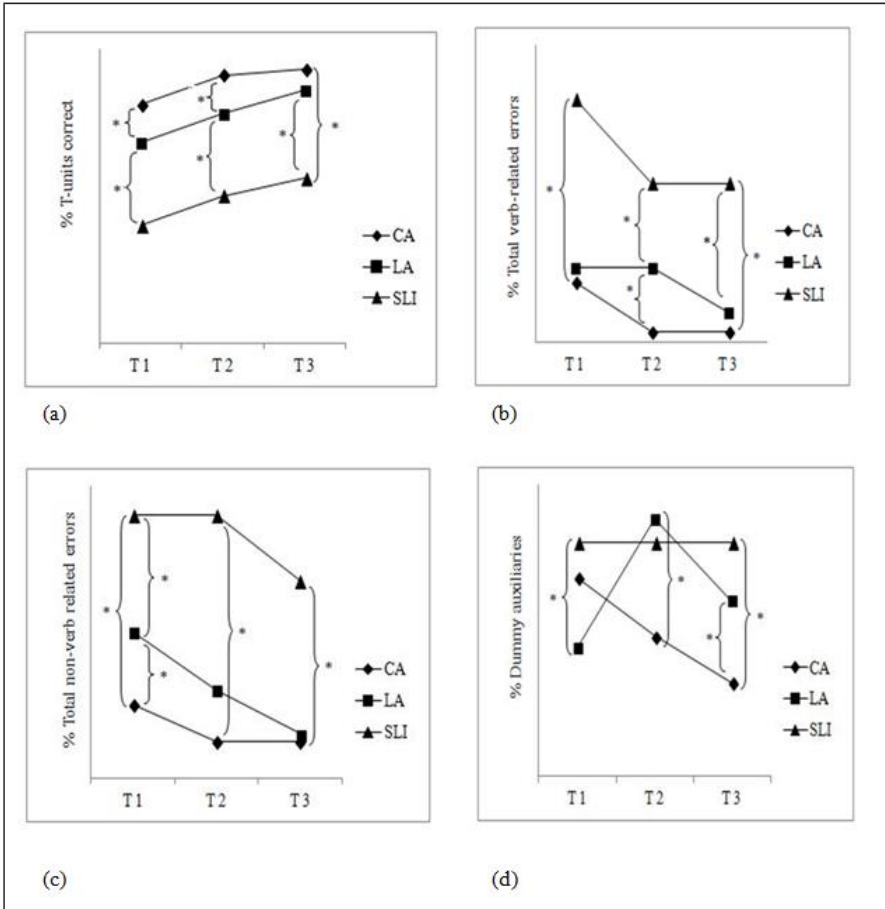 % T-units correct
*
*
*
*
*
*
CA
LA
SLI
T1 T2 T3
(a)
% Total verb-related errors
*
*
*
*
*
CA
LA
SLI
T1 T2 T3
(b)
% Total non-verb related errors
*
*
*
*
*
CA
LA
SLI
T1 T2 T3
(c)
% Dummy auxiliaries
*
*
*
*
CA
LA
SLI
T1 T2 T3
(d)